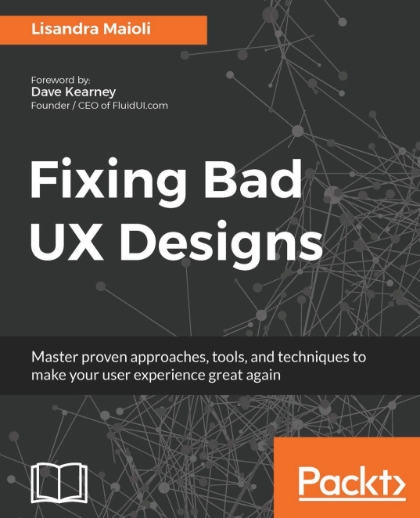 Lisandra Maioli
Foreword by:
Dave Kearney
Founder / CEO of FluidUI.com
Fixing Bad
UX Designs
Master proven approaches, tools, and techniques to
make your user experience great again
Packt>